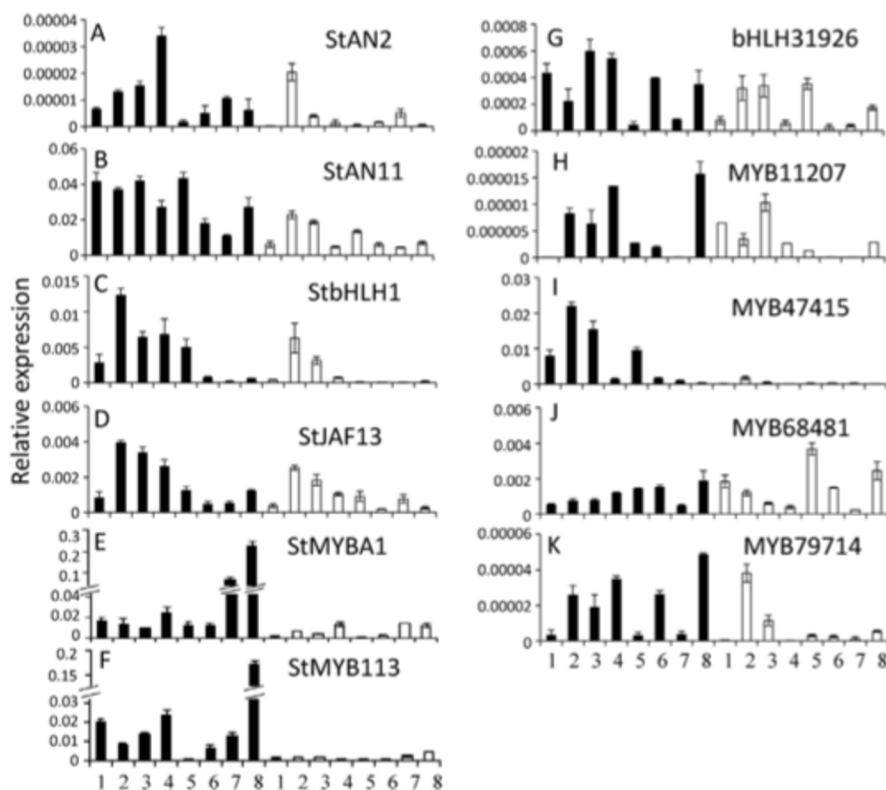 Relative expression
A
StAN2
0.00004
0.00003
0.00002
0.00001
0
B
StAN11
0.06
0.04
0.02
0
C
StbHLH1
0.015
0.01
0.005
0
D
StJAF13
0.006
0.004
0.002
0
E
StMYBA1
0.3
0.2
0.1
0.04
0.02
0
F
StMYB113
0.2
0.15
0.03
0.02
0.01
0
1 2 3 4 5 6 7 8 1 2 3 4 5 6 7 8
G
bHLH31926
0.0008
0.0006
0.0004
0.0002
0
H
MYB11207
0.00002
0.000015
0.00001
0.000005
0
I
MYB47415
0.03
0.02
0.01
0
J
MYB68481
0.006
0.004
0.002
0
K
MYB79714
0.00006
0.00004
0.00002
0
1 2 3 4 5 6 7 8 1 2 3 4 5 6 7 8